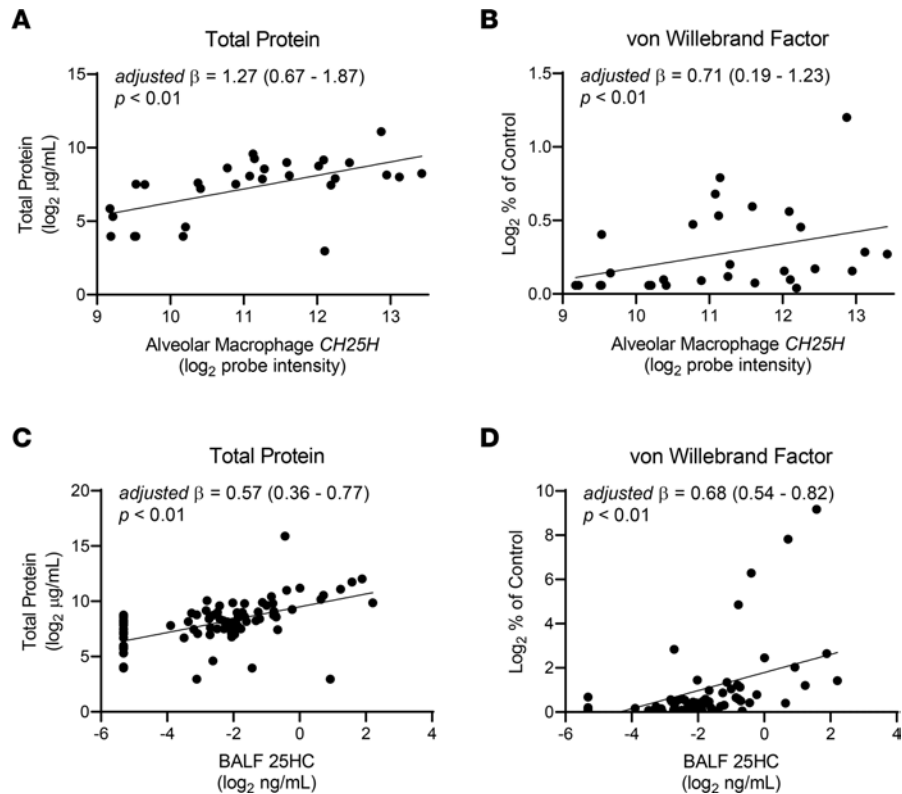 A
Total Protein
adjusted β = 1.27 (0.67 - 1.87)
p < 0.01
Total Protein
(log₂ μg/mL)
15
10
5
0
9 10 11 12 13
Alveolar Macrophage CH25H
(log₂ probe intensity)
B
von Willebrand Factor
adjusted β = 0.71 (0.19 - 1.23)
p < 0.01
Log₂ % of Control
1.5
1.0
0.5
0.0
9 10 11 12 13
Alveolar Macrophage CH25H
(log₂ probe intensity)
C
Total Protein
adjusted β = 0.57 (0.36 - 0.77)
p < 0.01
Total Protein
(log₂ μg/mL)
20
15
10
5
0
-6 -4 -2 0 2 4
BALF 25HC
(log₂ ng/mL)
D
von Willebrand Factor
adjusted β = 0.68 (0.54 - 0.82)
p < 0.01
Log₂ % of Control
10
8
6
4
2
0
-6 -4 -2 0 2 4
BALF 25HC
(log₂ ng/mL)